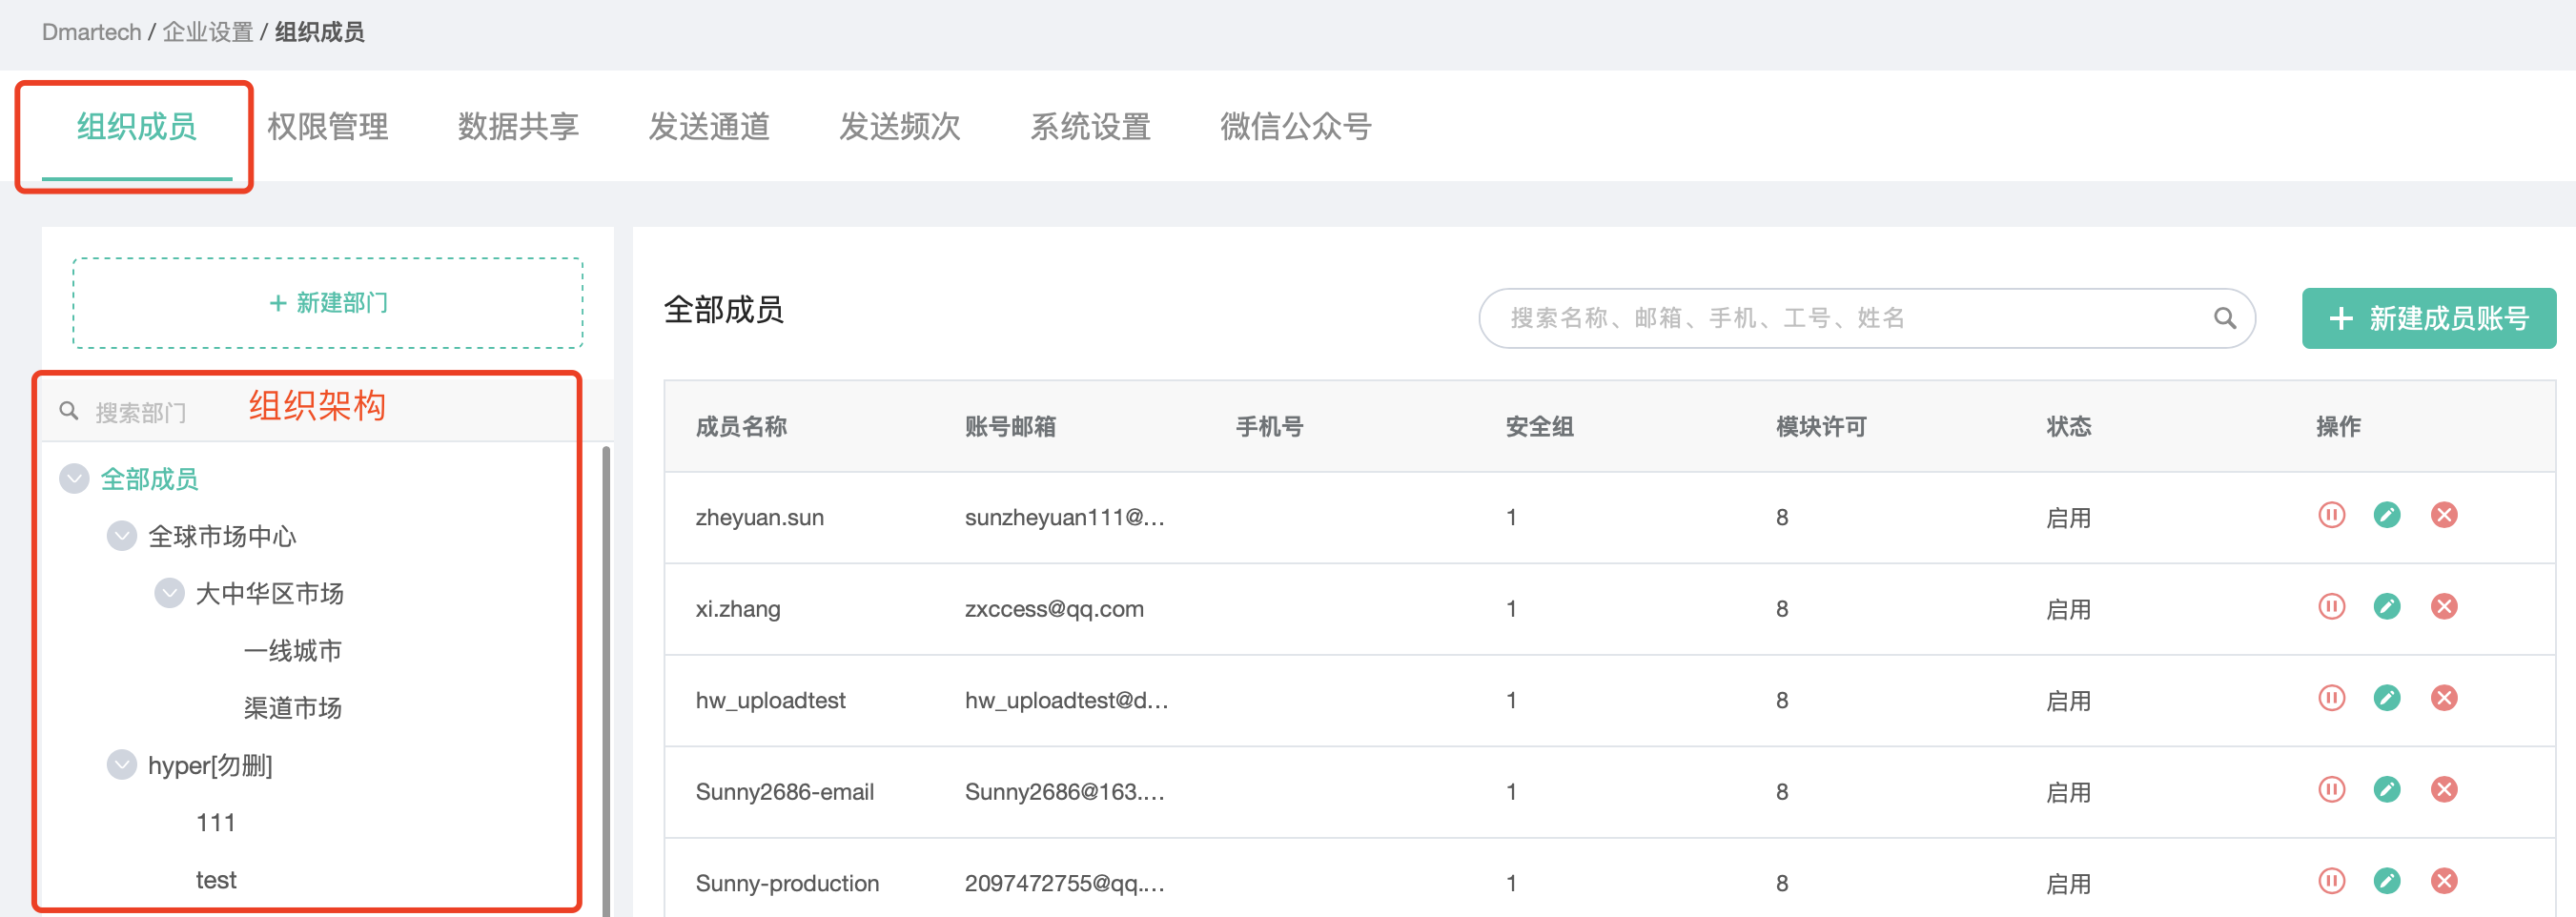 Dmartech / 企业设置 / 组织成员
组织成员 权限管理 数据共享 发送通道 发送频次 系统设置 微信公众号
+ 新建部门
搜索部门 组织架构
全部成员
全球市场中心
大中华区市场
一线城市
渠道市场
hyper[勿删]
111
test
全部成员 搜索名称、邮箱、手机、工号、姓名 + 新建成员账号
成员名称 账号邮箱 手机号 安全组 模块许可 状态 操作
zheyuan.sun sunzheyuan111@... 1 8 启用
xi.zhang zxccess@qq.com 1 8 启用
hw_uploadtest hw_uploadtest@d... 1 8 启用
Sunny2686-email Sunny2686@163.... 1 8 启用
Sunny-production 2097472755@qq.... 1 8 启用